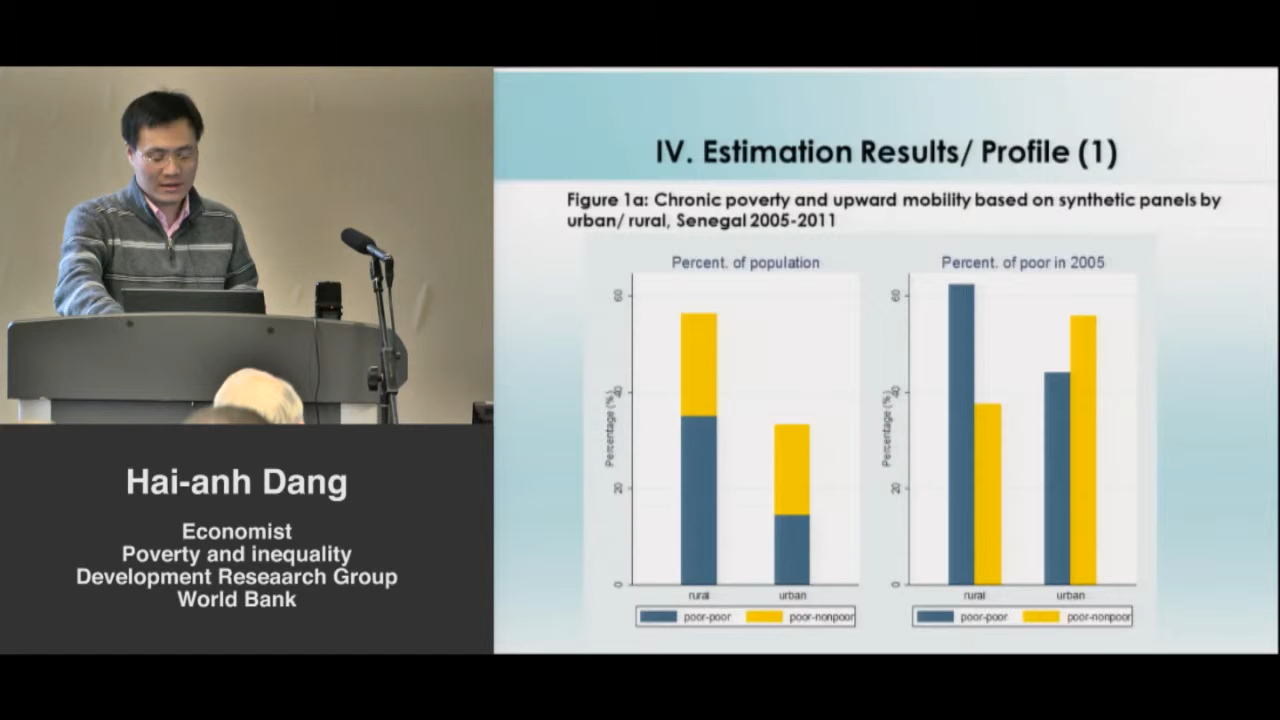 IV. Estimation Results/ Profile (1)
Figure 1a: Chronic poverty and upward mobility based on synthetic panels by
urban/ rural, Senegal 2005-2011
Percent. of population
Percentage (%)
0
20
40
60
rural
urban
poor-poor
poor-nonpoor
Percent. of poor in 2005
Percentage (%)
0
20
40
60
rural
urban
poor-poor
poor-nonpoor
Hai-anh Dang
Economist
Poverty and inequality
Development Reseaarch Group
World Bank